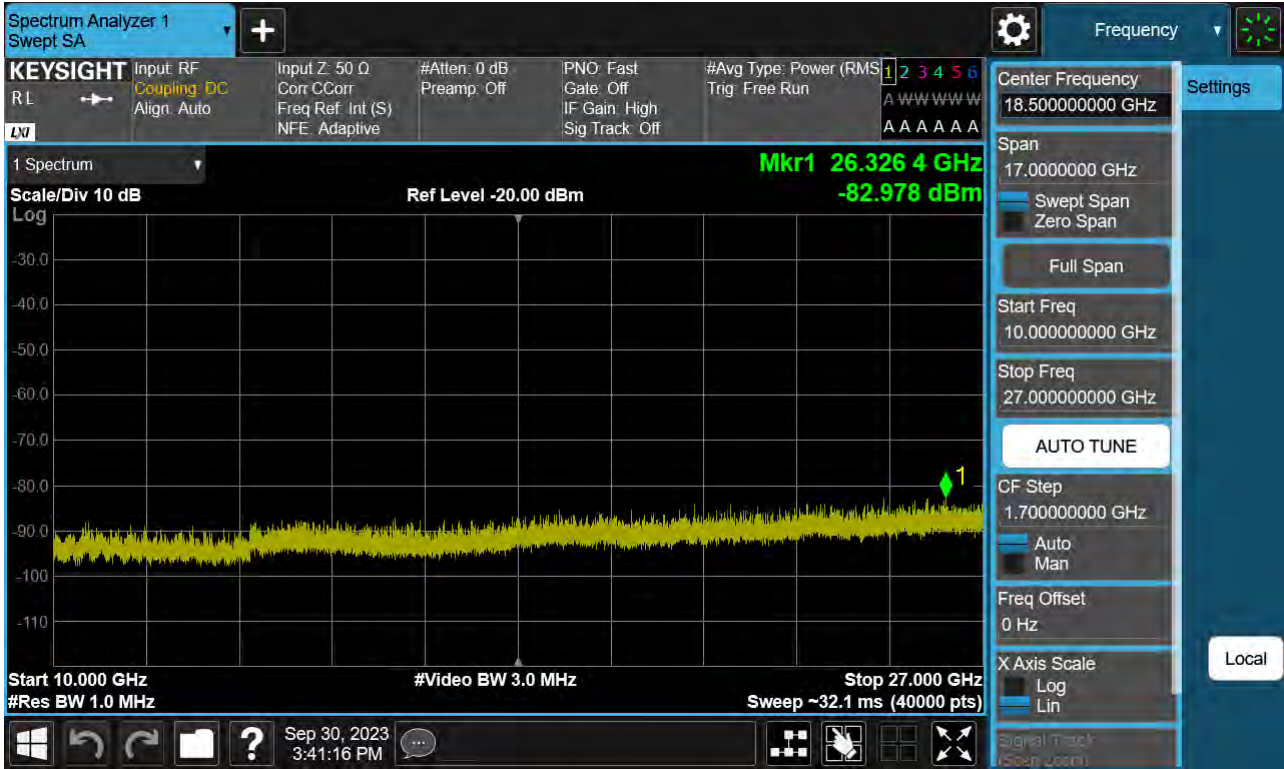 Spectrum Analyzer 1
Swept SA
Frequency
KEYSIGHT
R L
LXI
Input: RF
Coupling: DC
Align: Auto
Input Z: 50 Ω
Corr CCorr
Freq Ref: Int (S)
NFE: Adaptive
#Atten: 0 dB
Preamp: Off
PNO: Fast
Gate: Off
IF Gain: High
Sig Track: Off
#Avg Type: Power (RMS
Trig: Free Run
1 2 3 4 5 6
A W W W W W
A A A A A A
1 Spectrum
Scale/Div 10 dB
Log
Ref Level -20.00 dBm
Mkr1 26.326 4 GHz
-82.978 dBm
-30.0
-40.0
-50.0
-60.0
-70.0
-80.0
-90.0
-100
-110
1
Start 10.000 GHz
#Res BW 1.0 MHz
#Video BW 3.0 MHz
Stop 27.000 GHz
Sweep ~32.1 ms (40000 pts)
Center Frequency
18.500000000 GHz
Settings
Span
17.0000000 GHz
Swept Span
Zero Span
Full Span
Start Freq
10.000000000 GHz
Stop Freq
27.000000000 GHz
AUTO TUNE
CF Step
1.700000000 GHz
Auto
Man
Freq Offset
0 Hz
X Axis Scale
Log
Lin
Signal Track
(Span Zoom)
Local
?
Sep 30, 2023
3:41:16 PM